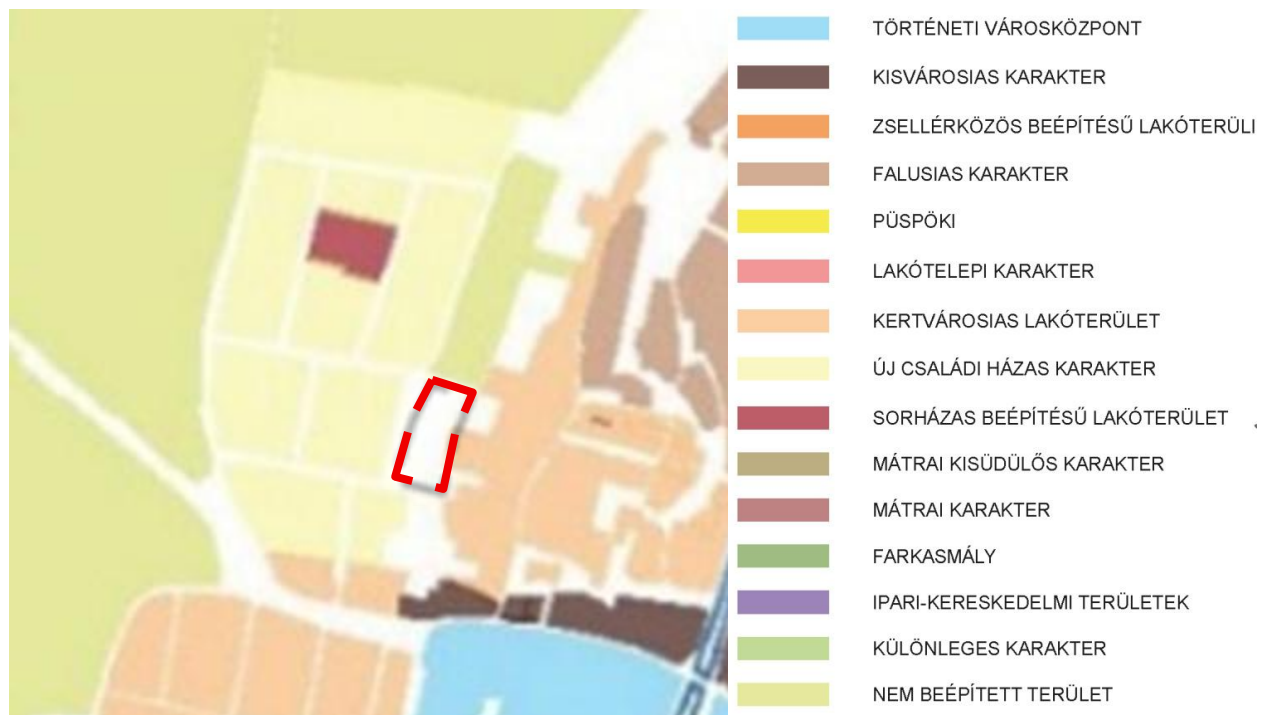 TÖRTÉNETI VÁROSKÖZPONT
KISVÁROSIAS KARAKTER
ZSELLÉRKÖZÖS BEÉPÍTÉSŰ LAKÓTERÜLI
FALUSIAS KARAKTER
PÜSPÖKI
LAKÓTELEPI KARAKTER
KERTVÁROSIAS LAKÓTERÜLET
ÚJ CSALÁDI HÁZAS KARAKTER
SORHÁZAS BEÉPÍTÉSŰ LAKÓTERÜLET
MÁTRAI KISÜDÜLŐS KARAKTER
MÁTRAI KARAKTER
FARKASMÁLY
IPARI-KERESKEDELMI TERÜLETEK
KÜLÖNLEGES KARAKTER
NEM BEÉPÍTETT TERÜLET